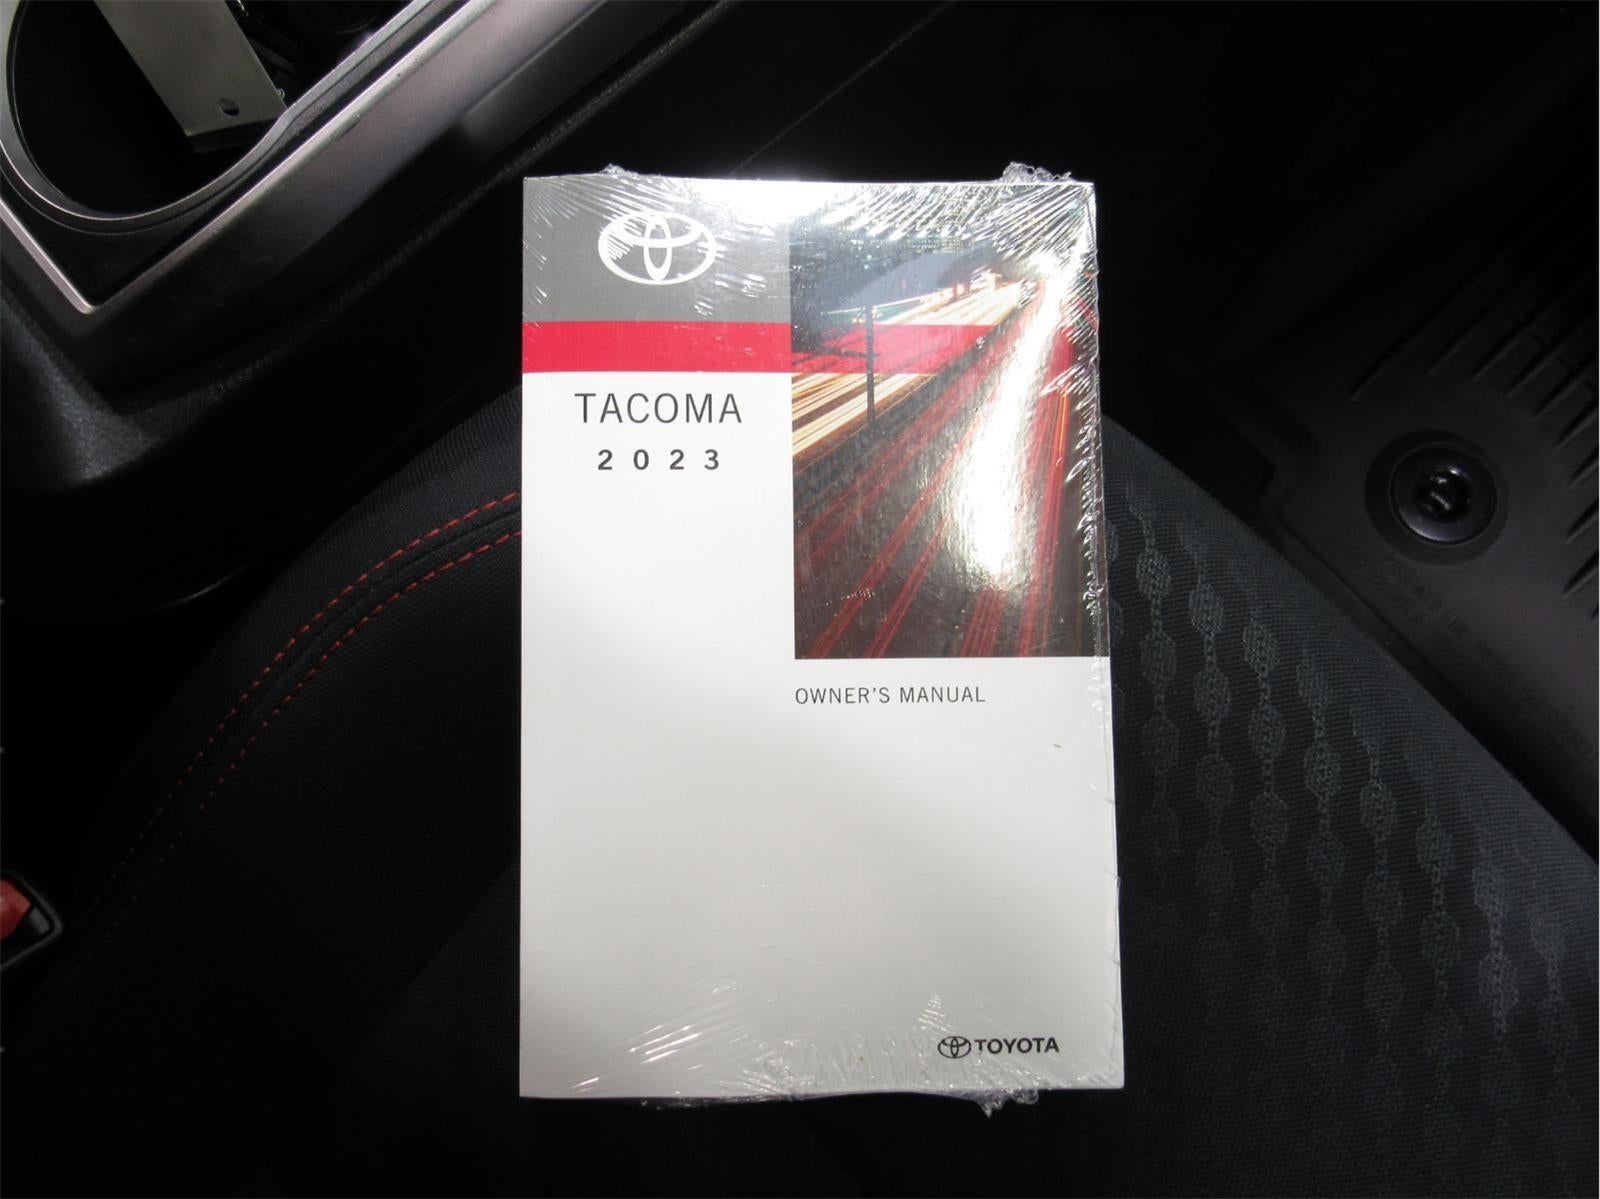 TACOMA
2023
OWNER'S MANUAL
TOYOTA